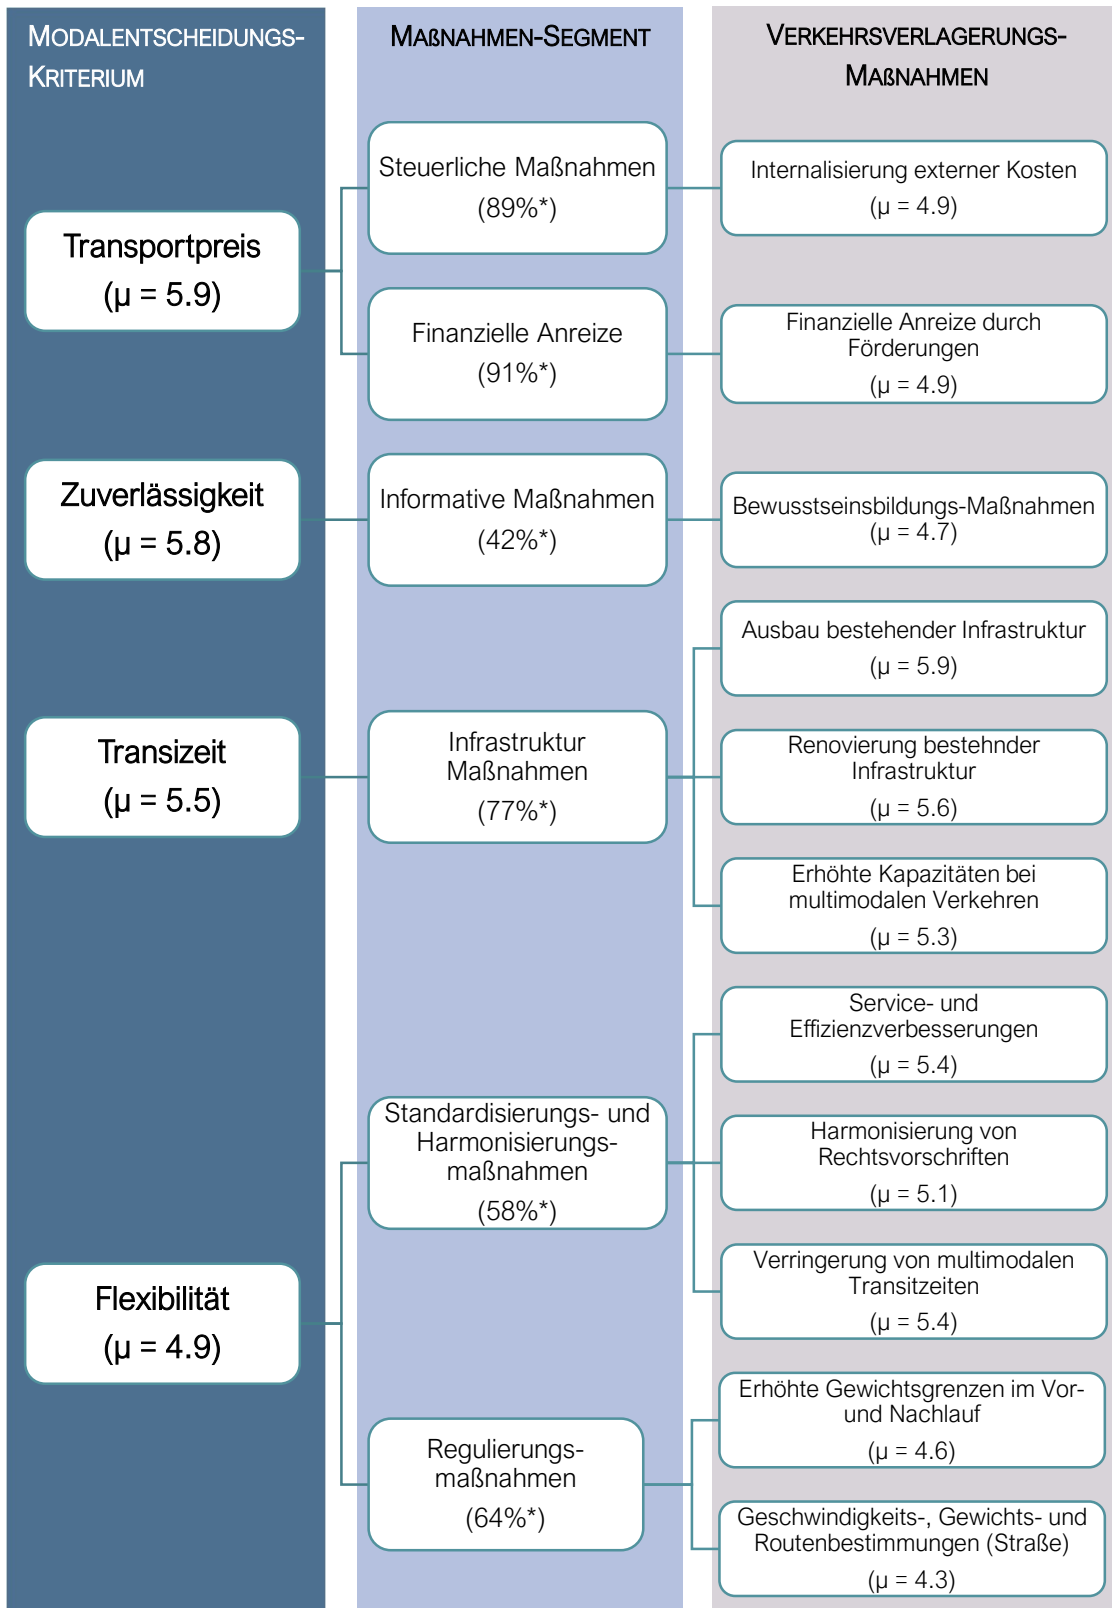 MODALENTSCHEIDUNGS-
KRITERIUM
MAßNAHMEN-SEGMENT
VERKEHRSVERLAGERUNGS-
MAßNAHMEN
Transportpreis
(µ = 5.9)
Steuerliche Maßnahmen
(89%*)
Internalisierung externer Kosten
(µ = 4.9)
Finanzielle Anreize
(91%*)
Finanzielle Anreize durch
Förderungen
(µ = 4.9)
Zuverlässigkeit
(µ = 5.8)
Informative Maßnahmen
(42%*)
Bewusstseinsbildungs-Maßnahmen
(µ = 4.7)
Transizeit
(µ = 5.5)
Infrastruktur
Maßnahmen
(77%*)
Ausbau bestehender Infrastruktur
(µ = 5.9)
Renovierung bestehnder
Infrastruktur
(µ = 5.6)
Erhöhte Kapazitäten bei
multimodalen Verkehren
(µ = 5.3)
Flexibilität
(µ = 4.9)
Standardisierungs- und
Harmonisierungs-
maßnahmen
(58%*)
Service- und
Effizienzverbesserungen
(µ = 5.4)
Harmonisierung von
Rechtsvorschriften
(µ = 5.1)
Verringerung von multimodalen
Transitzeiten
(µ = 5.4)
Regulierungs-
maßnahmen
(64%*)
Erhöhte Gewichtsgrenzen im Vor-
und Nachlauf
(µ = 4.6)
Geschwindigkeits-, Gewichts- und
Routenbestimmungen (Straße)
(µ = 4.3)